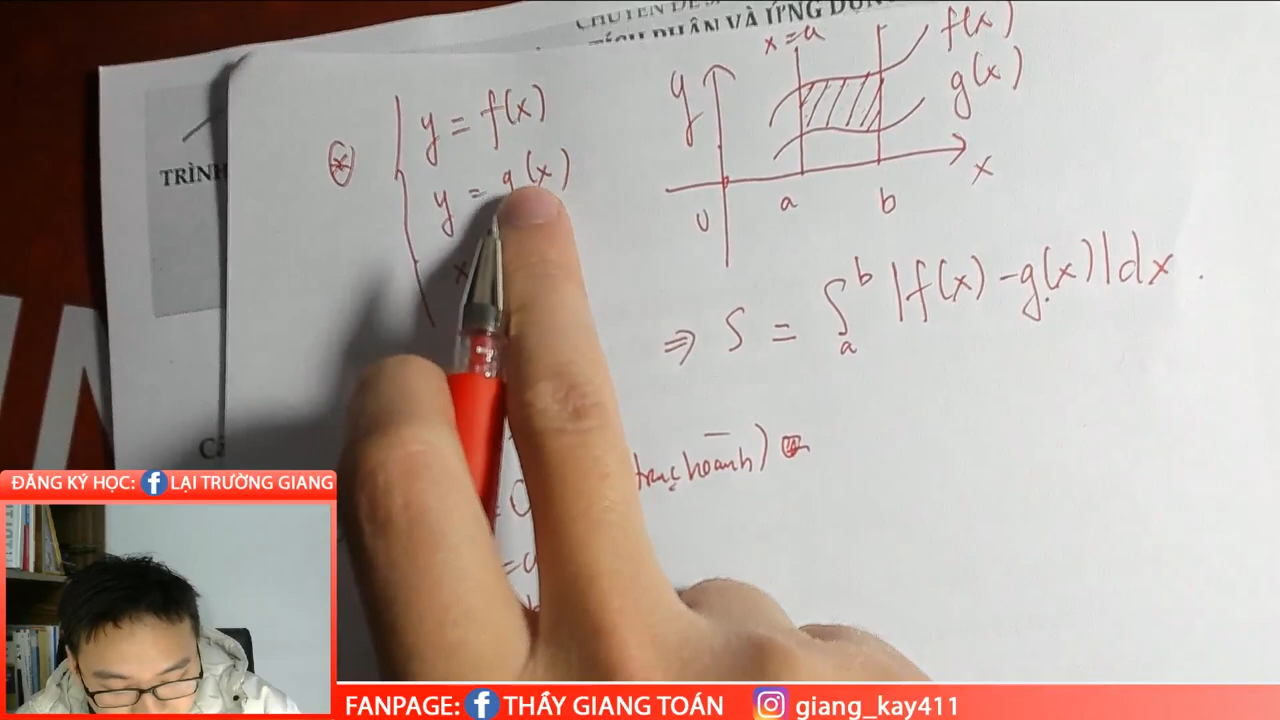 CHUYÊN ĐỀ
TÍCH PHÂN VÀ ỨNG DỤNG
TRÌNH
y = f(x)
y = g(x)
x
y
x = a
f(x)
g(x)
x
0
a
b
⇒ S = ∫ₐᵇ |f(x) - g(x)| dx .
trục hoành)
ĐĂNG KÝ HỌC: LẠI TRƯỜNG GIANG
FANPAGE: THẦY GIANG TOÁN giang_kay411